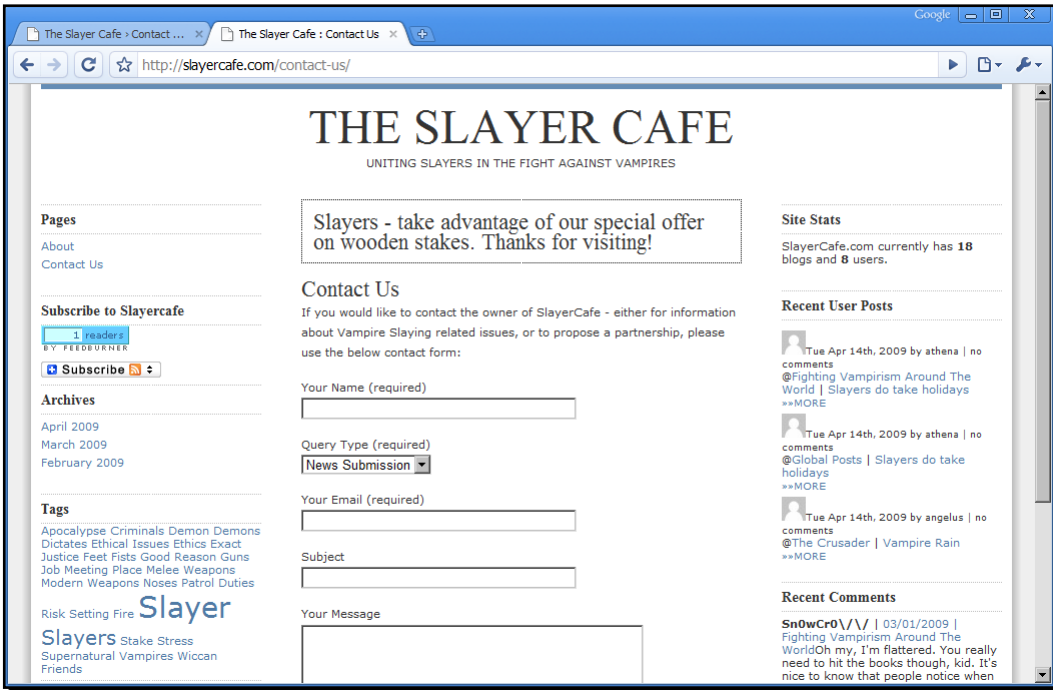 Google
The Slayer Cafe › Contact ...
The Slayer Cafe : Contact Us
http://slayercafe.com/contact-us/
THE SLAYER CAFE
UNITING SLAYERS IN THE FIGHT AGAINST VAMPIRES
Pages
About
Contact Us
Subscribe to Slayercafe
1 readers
BY FEEDBURNER
Subscribe
Archives
April 2009
March 2009
February 2009
Tags
Apocalypse Criminals Demon Demons
Dictates Ethical Issues Ethics Exact
Justice Feet Fists Good Reason Guns
Job Meeting Place Melee Weapons
Modern Weapons Noses Patrol Duties
Risk Setting Fire Slayer
Slayers Stake Stress
Supernatural Vampires Wiccan
Friends
Slayers - take advantage of our special offer
on wooden stakes. Thanks for visiting!
Contact Us
If you would like to contact the owner of SlayerCafe - either for information
about Vampire Slaying related issues, or to propose a partnership, please
use the below contact form:
Your Name (required)
Query Type (required)
News Submission
Your Email (required)
Subject
Your Message
Site Stats
SlayerCafe.com currently has 18
blogs and 8 users.
Recent User Posts
Tue Apr 14th, 2009 by athena | no
comments
@Fighting Vampirism Around The
World | Slayers do take holidays
»»MORE
Tue Apr 14th, 2009 by athena | no
comments
@Global Posts | Slayers do take
holidays
»»MORE
Tue Apr 14th, 2009 by angelus | no
comments
@The Crusader | Vampire Rain
»»MORE
Recent Comments
Sn0wCr0\/\/ | 03/01/2009 |
Fighting Vampirism Around The
WorldOh my, I'm flattered. You really
need to hit the books though, kid. It's
nice to know that people notice when